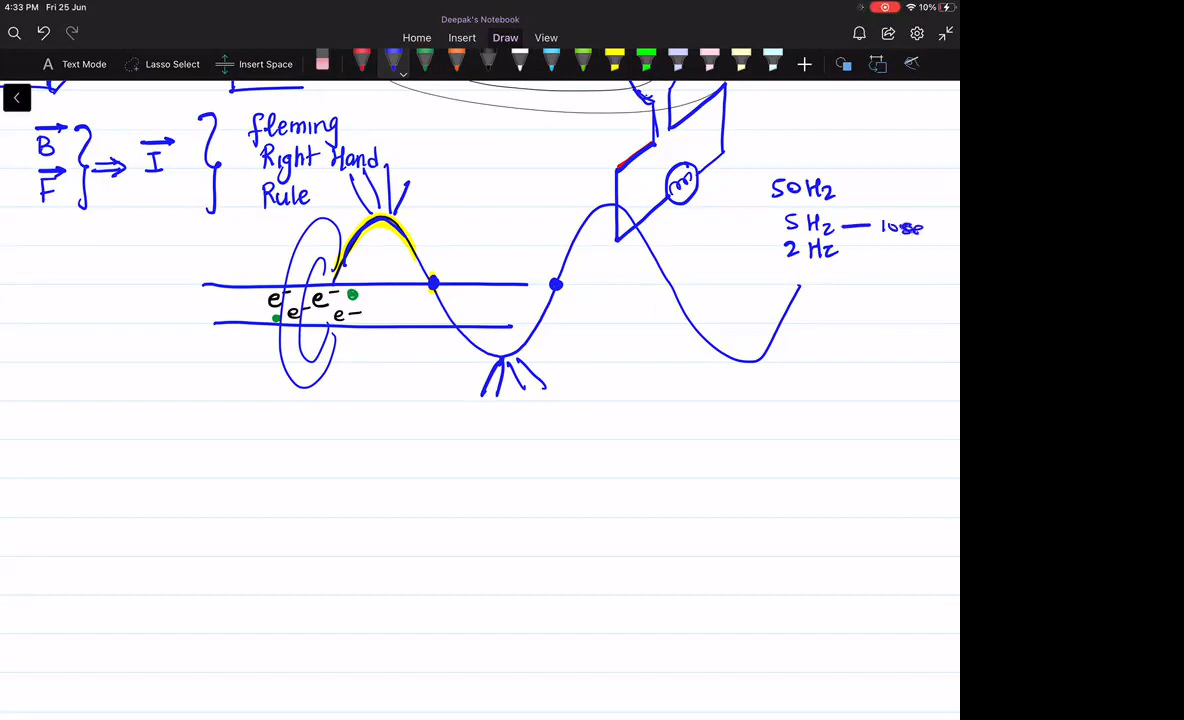 4:33 PM Fri 25 Jun
10%
Deepak's Notebook
Home Insert Draw View
A Text Mode Lasso Select Insert Space
B
F
I
fleming
Right Hand
Rule
50 Hz
5 Hz
2 Hz
e− e−
e− e−